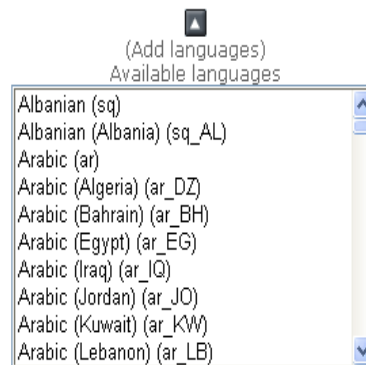 (Add languages)
Available languages
Albanian (sq)
Albanian (Albania) (sq_AL)
Arabic (ar)
Arabic (Algeria) (ar_DZ)
Arabic (Bahrain) (ar_BH)
Arabic (Egypt) (ar_EG)
Arabic (Iraq) (ar_IQ)
Arabic (Jordan) (ar_JO)
Arabic (Kuwait) (ar_KW)
Arabic (Lebanon) (ar_LB)